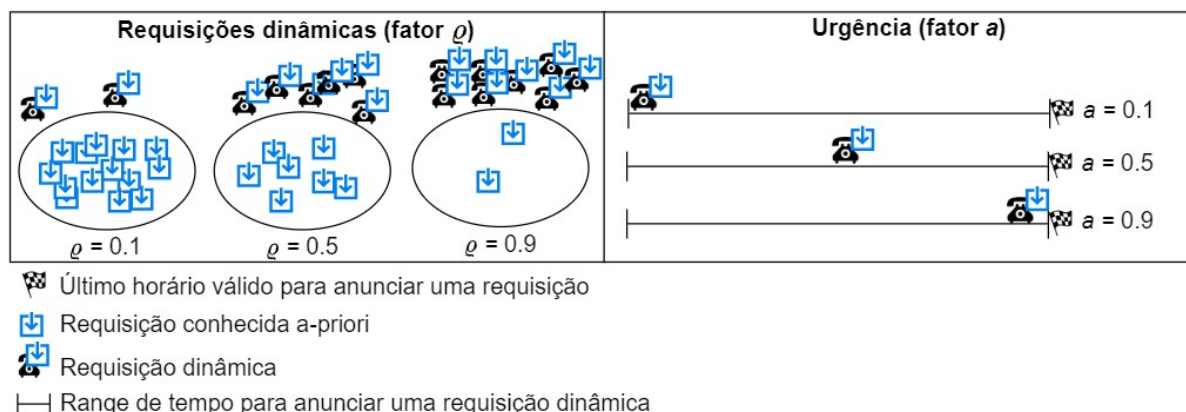 Requisições dinâmicas (fator ϱ)
ϱ = 0.1
ϱ = 0.5
ϱ = 0.9
Urgência (fator a)
a = 0.1
a = 0.5
a = 0.9
Último horário válido para anunciar uma requisição
Requisição conhecida a-priori
Requisição dinâmica
Range de tempo para anunciar uma requisição dinâmica